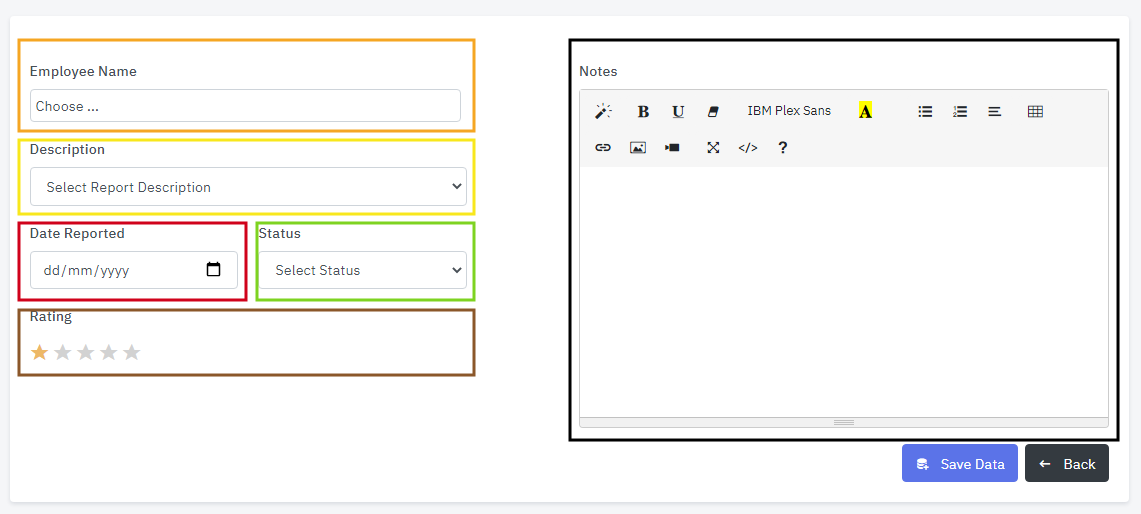 Employee Name
Choose ...
Description
Select Report Description
Date Reported
dd/mm/yyyy
Status
Select Status
Rating
Notes
B U IBM Plex Sans A
</> ?
Save Data
Back